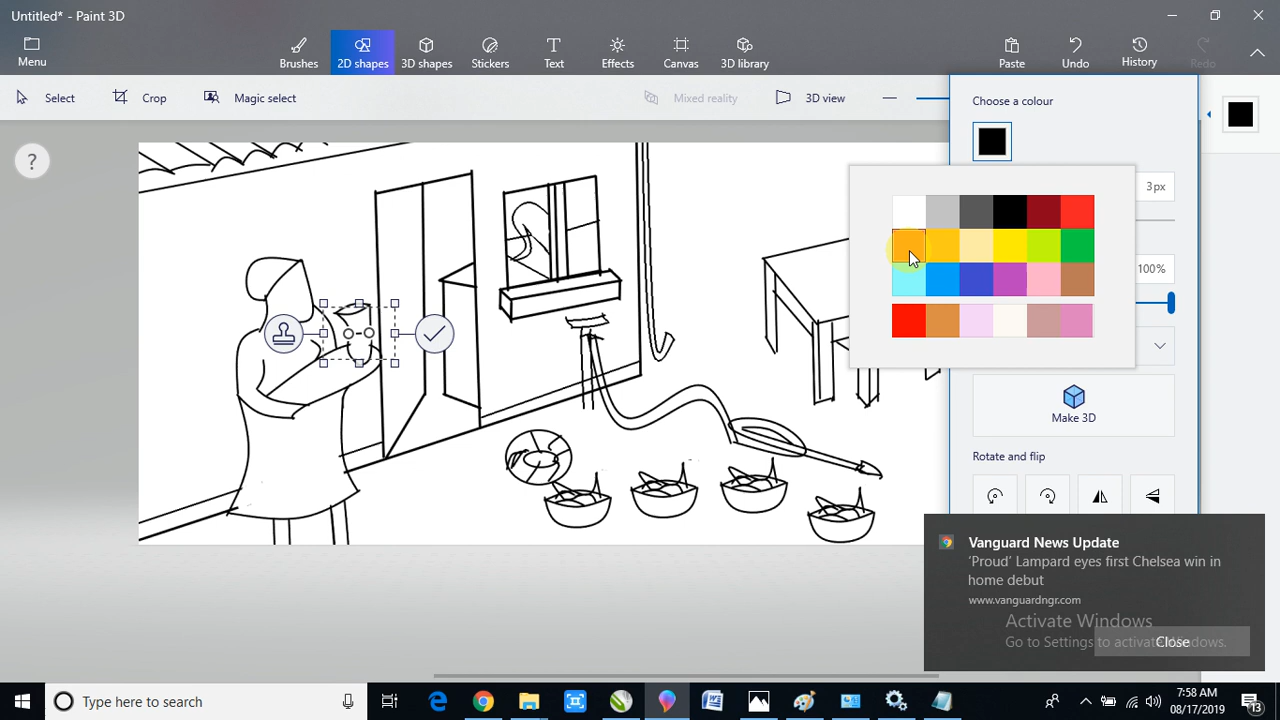 Untitled* - Paint 3D
Menu
Brushes
2D shapes
3D shapes
Stickers
Text
Effects
Canvas
3D library
Paste
Undo
History
Redo
Select
Crop
Magic select
Mixed reality
3D view
?
Choose a colour
3px
100%
Make 3D
Rotate and flip
Vanguard News Update
‘Proud’ Lampard eyes first Chelsea win in
home debut
www.vanguardngr.com
Activate Windows
Go to Settings to activate Windows.
Close
Type here to search
7:58 AM
08/17/2019
13